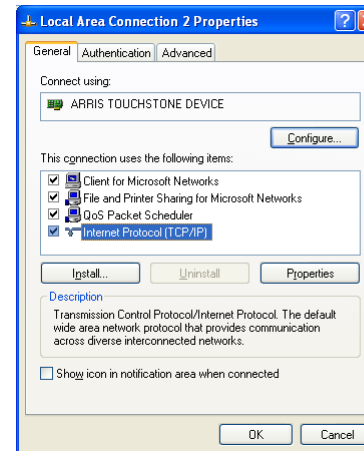 Local Area Connection 2 Properties
?
General Authentication Advanced
Connect using:
ARRIS TOUCHSTONE DEVICE
Configure...
This connection uses the following items:
Client for Microsoft Networks
File and Printer Sharing for Microsoft Networks
QoS Packet Scheduler
Internet Protocol (TCP/IP)
Install... Uninstall Properties
Description
Transmission Control Protocol/Internet Protocol. The default
wide area network protocol that provides communication
across diverse interconnected networks.
Show icon in notification area when connected
OK Cancel